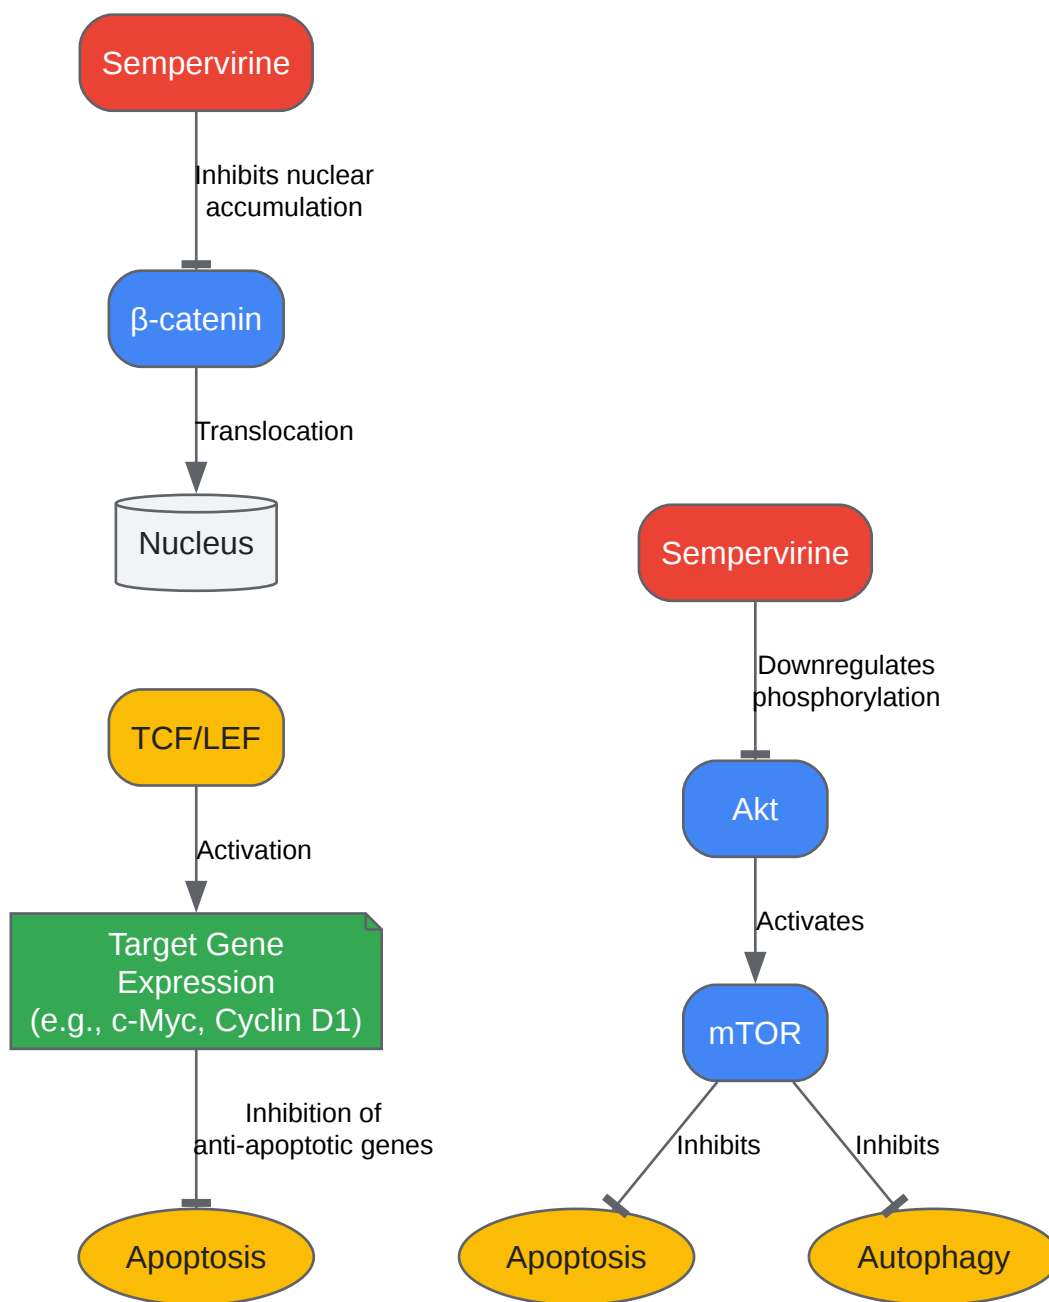 Sempervirine
Inhibits nuclear
accumulation
β-catenin
Translocation
Nucleus
TCF/LEF
Activation
Target Gene
Expression
(e.g., c-Myc, Cyclin D1)
Inhibition of
anti-apoptotic genes
Apoptosis
Sempervirine
Downregulates
phosphorylation
Akt
Activates
mTOR
Inhibits
Inhibits
Apoptosis
Autophagy